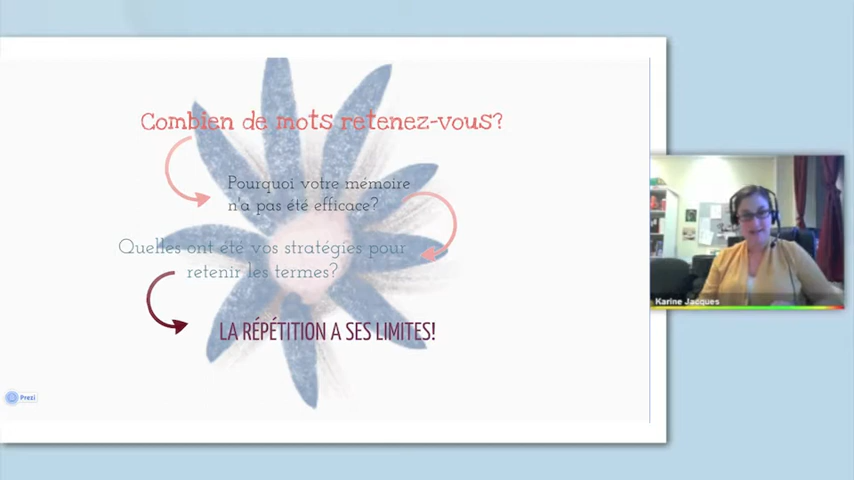 Combien de mots retenez-vous?
Pourquoi votre mémoire
n'a pas été efficace?
Quelles ont été vos stratégies pour
retenir les termes?
LA RÉPÉTITION A SES LIMITES!
Prezi
Karine Jacques